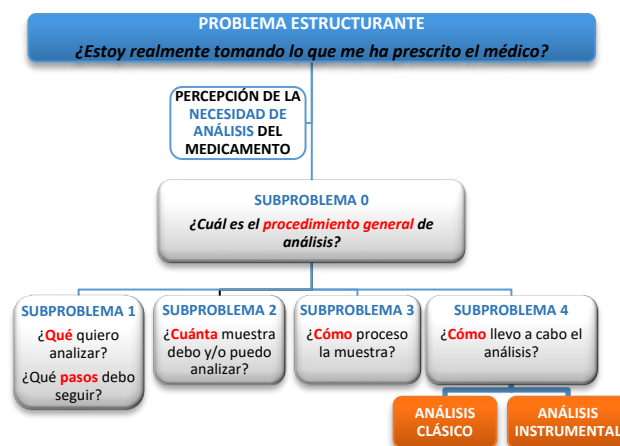 PROBLEMA ESTRUCTURANTE
¿Estoy realmente tomando lo que me ha prescrito el médico?
PERCEPCIÓN DE LA
NECESIDAD DE
ANÁLISIS DEL
MEDICAMENTO
SUBPROBLEMA 0
¿Cuál es el procedimiento general de
análisis?
SUBPROBLEMA 1
¿Qué quiero
analizar?
¿Qué pasos debo
seguir?
SUBPROBLEMA 2
¿Cuánta muestra
debo y/o puedo
analizar?
SUBPROBLEMA 3
¿Cómo proceso
la muestra?
SUBPROBLEMA 4
¿Cómo llevo a cabo el
análisis?
ANÁLISIS
CLÁSICO
ANÁLISIS
INSTRUMENTAL